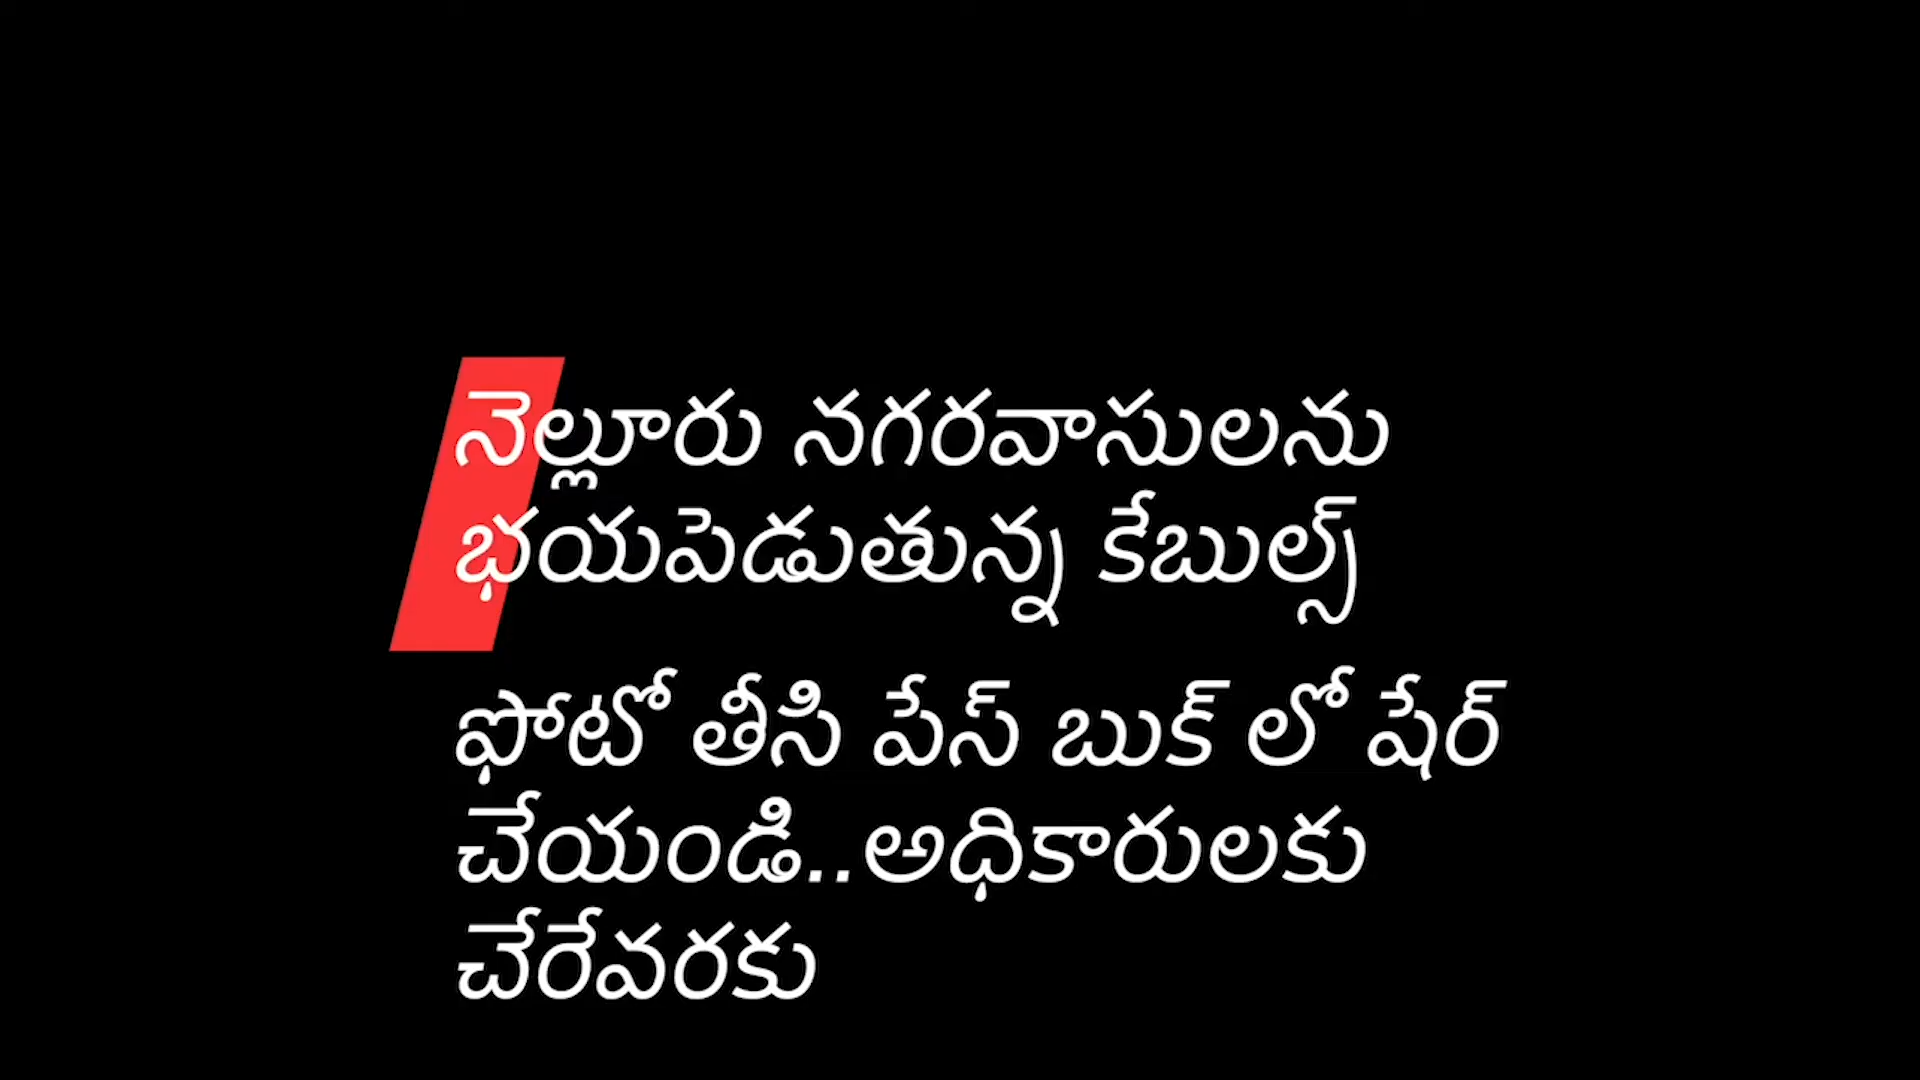 నెల్లూరు నగరవాసులను
భయపెడుతున్న కేబుల్స్
ఫోటో తీసి పేస్ బుక్ లో షేర్
చేయండి..అధికారులకు
చేరేవరకు